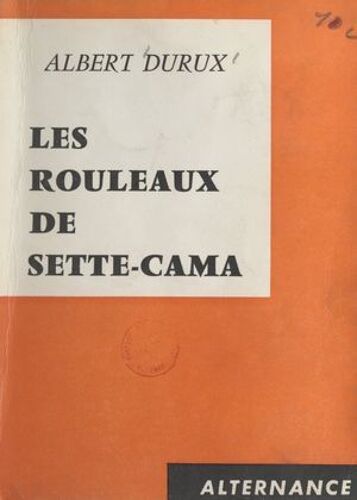 ALBERT DURUX
LES
ROULEAUX
DE
SETTE-CAMA
ALTERNANCE